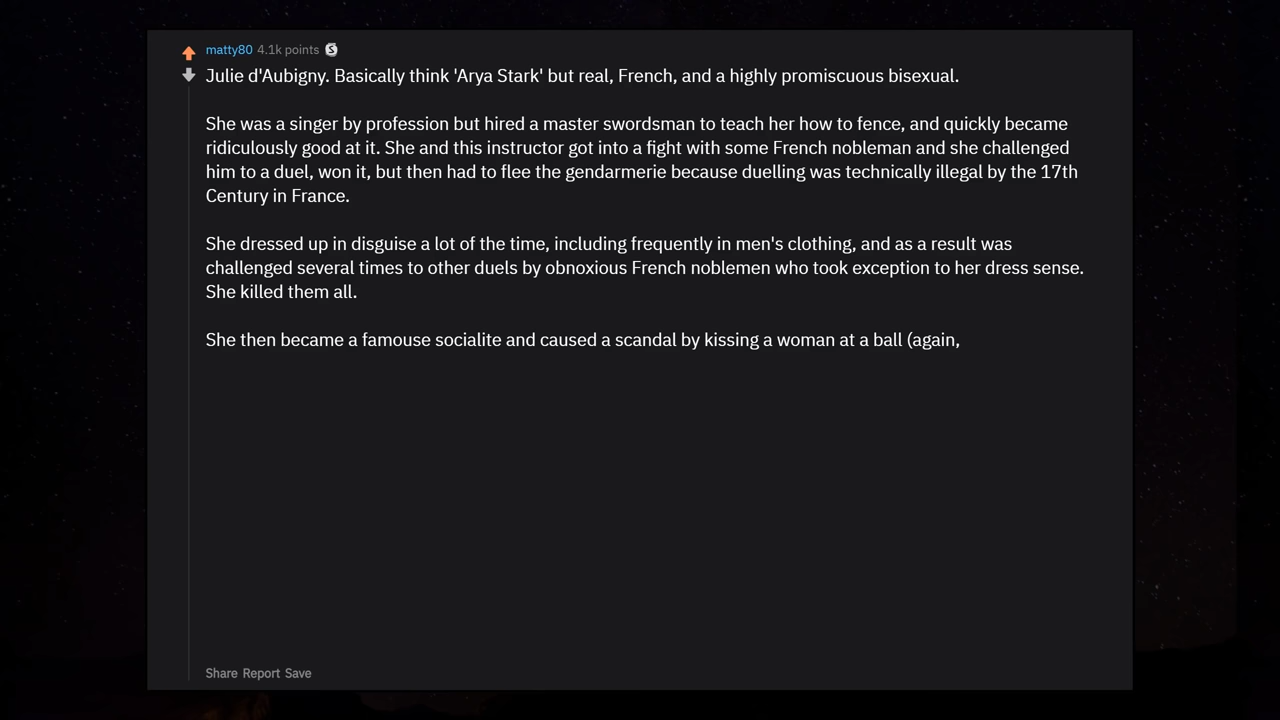 matty80 4.1k points S
Julie d'Aubigny. Basically think 'Arya Stark' but real, French, and a highly promiscuous bisexual.
She was a singer by profession but hired a master swordsman to teach her how to fence, and quickly became
ridiculously good at it. She and this instructor got into a fight with some French nobleman and she challenged
him to a duel, won it, but then had to flee the gendarmerie because duelling was technically illegal by the 17th
Century in France.
She dressed up in disguise a lot of the time, including frequently in men's clothing, and as a result was
challenged several times to other duels by obnoxious French noblemen who took exception to her dress sense.
She killed them all.
She then became a famouse socialite and caused a scandal by kissing a woman at a ball (again,
Share Report Save